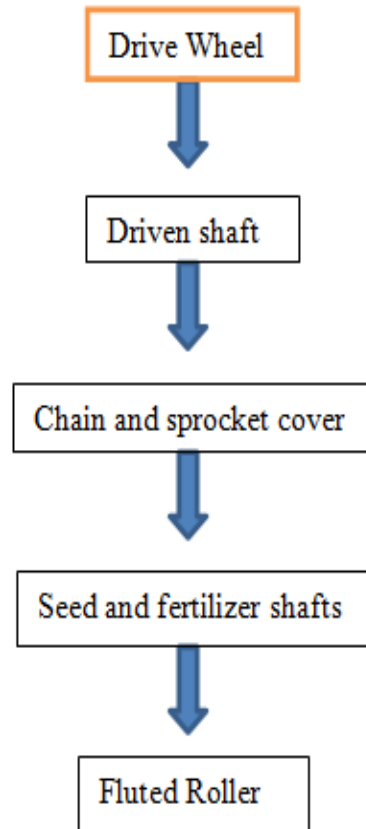 Drive Wheel
Driven shaft
Chain and sprocket cover
Seed and fertilizer shafts
Fluted Roller